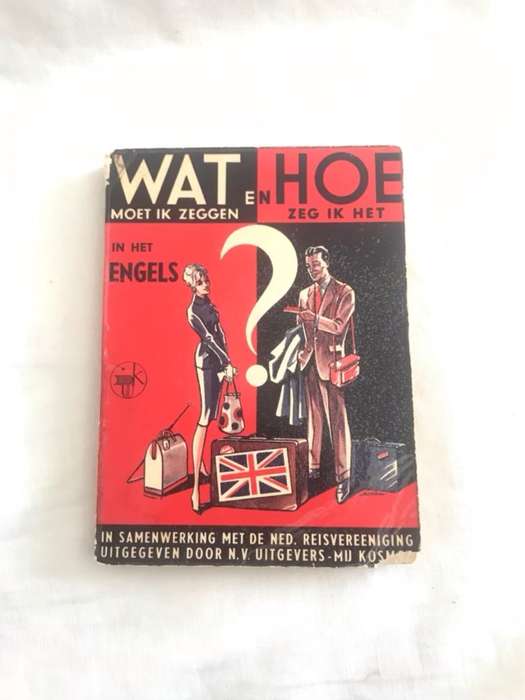 WAT EN HOE
MOET IK ZEGGEN ZEG IK HET
IN HET
ENGELS
?
IN SAMENWERKING MET DE NED. REISVEREENIGING
UITGEGEVEN DOOR N.V. UITGEVERS-MIJ KOSMOS